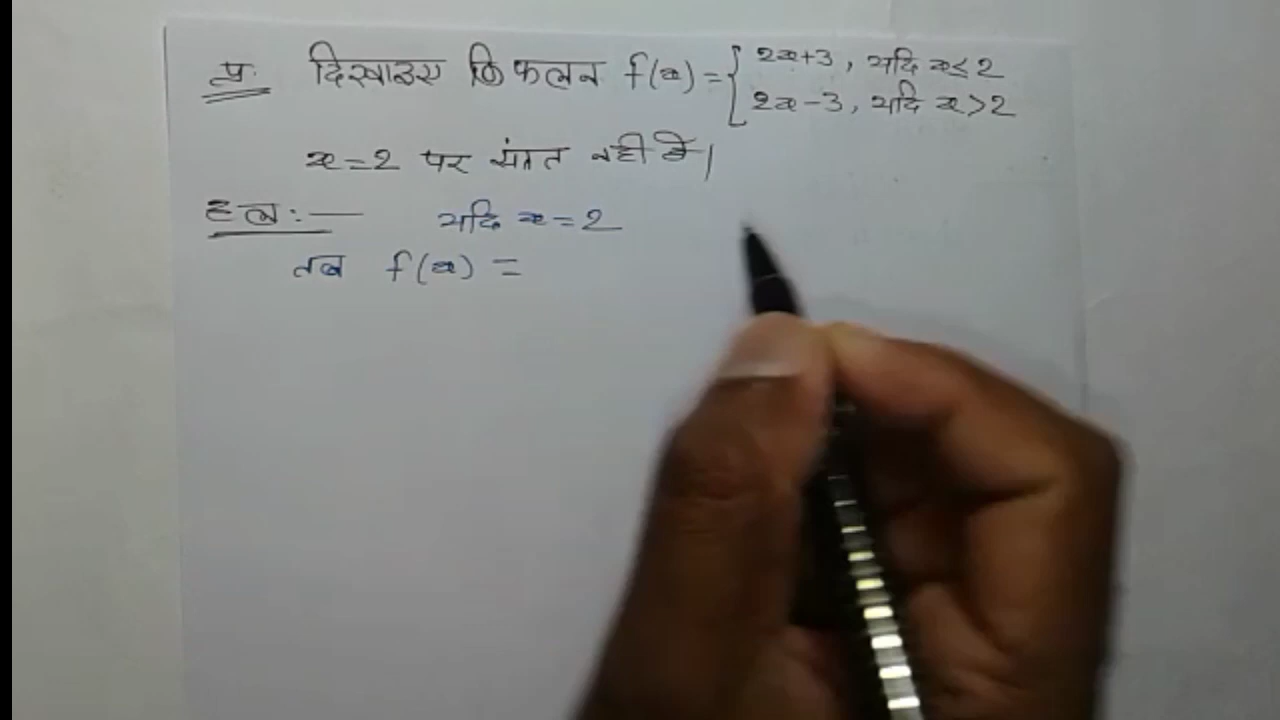 प्र. दिखाइए कि फलन f(x) = { 2x+3, यदि x ≤ 2
2x-3, यदि x > 2
x = 2 पर संतत नहीं है।
हल :— यदि x = 2
तब f(x) =